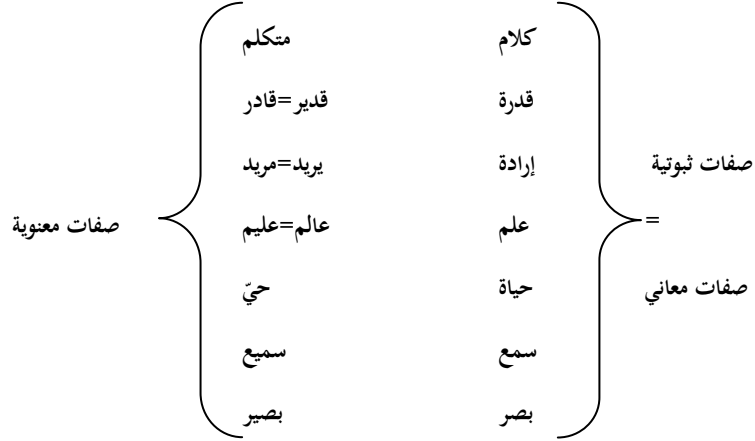 كلام متكلم
قدرة قدير=قادر
صفات ثبوتية إرادة يريد=مريد
= علم عالم=عليم صفات معنوية
صفات معاني حياة حيّ
سمع سميع
بصر بصير